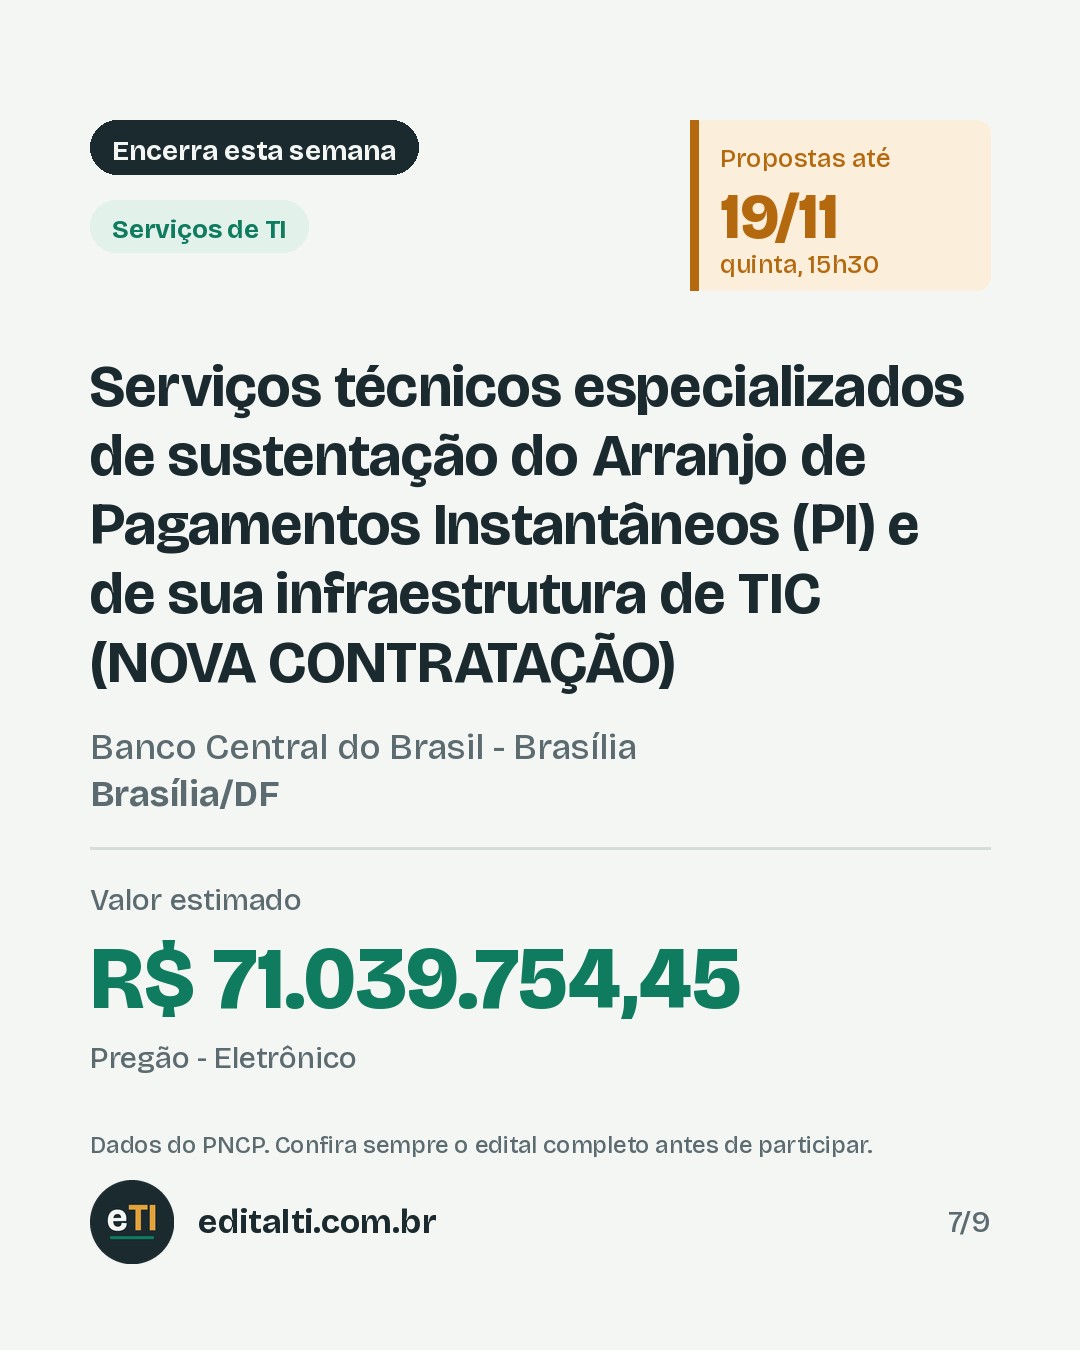 Encerra esta semana
Serviços de TI
Propostas até
19/11
quinta, 15h30
Serviços técnicos especializados
de sustentação do Arranjo de
Pagamentos Instantâneos (PI) e
de sua infraestrutura de TIC
(NOVA CONTRATAÇÃO)
Banco Central do Brasil - Brasília
Brasília/DF
Valor estimado
R$ 71.039.754,45
Pregão - Eletrônico
Dados do PNCP. Confira sempre o edital completo antes de participar.
eTI
editalti.com.br
7/9